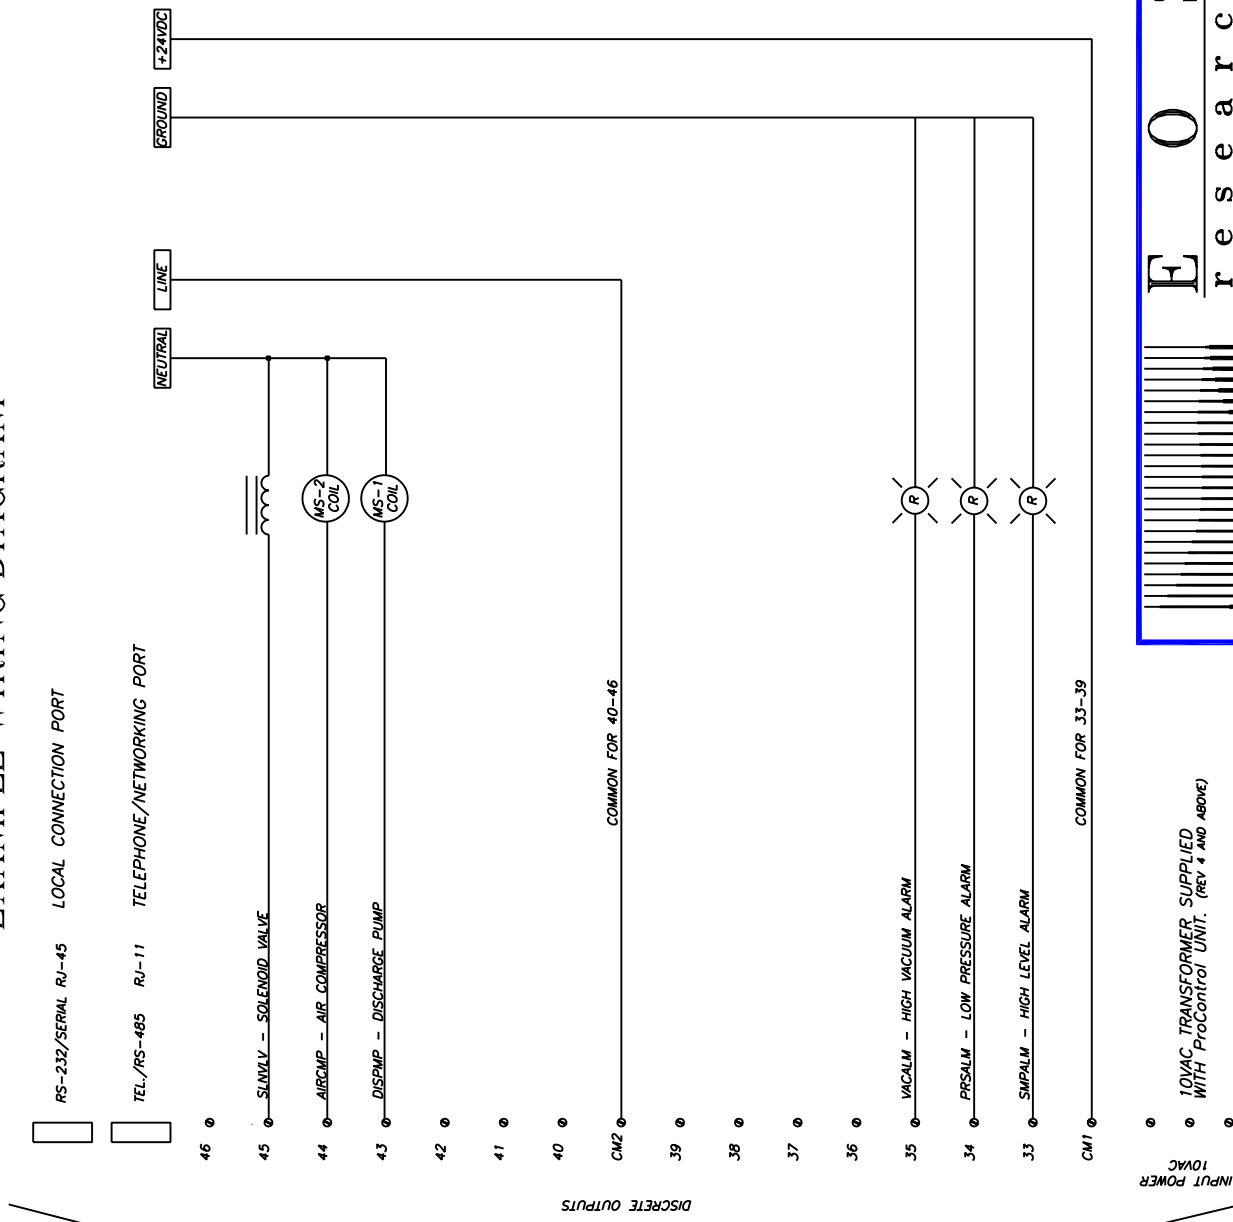 EXAMPLE WIRING DIAGRAM
RS-232/SERIAL RJ-45 LOCAL CONNECTION PORT
TEL./RS-485 RJ-11 TELEPHONE/NETWORKING PORT
NEUTRAL
LINE
GROUND
+24VDC
46
45 SLNVLV - SOLENOID VALVE
44 AIRCMP - AIR COMPRESSOR
MS-2
COIL
43 DISPMP - DISCHARGE PUMP
MS-1
COIL
42
41
40
CM2 COMMON FOR 40-46
39
38
37
36
35 VACALM - HIGH VACUUM ALARM R
34 PRSALM - LOW PRESSURE ALARM R
33 SMPALM - HIGH LEVEL ALARM R
CM1 COMMON FOR 33-39
DISCRETE OUTPUTS
10VAC TRANSFORMER SUPPLIED
WITH ProControl UNIT. (REV 4 AND ABOVE)
INPUT POWER
10VAC
E O
r e s e a r c